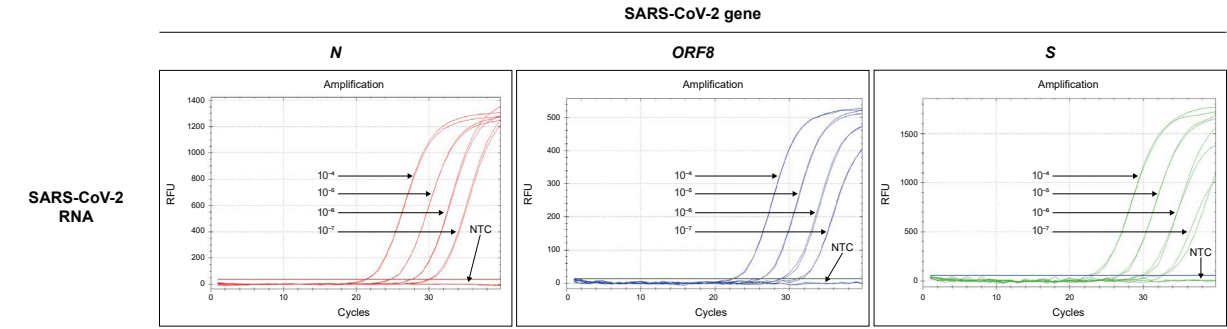 SARS-CoV-2 gene
N
ORF8
S
SARS-CoV-2
RNA
Amplification
RFU
1400
1200
1000
800
600
400
200
0
10⁻⁴
10⁻⁵
10⁻⁶
10⁻⁷
NTC
0 10 20 30
Cycles
Amplification
RFU
500
400
300
200
100
0
10⁻⁴
10⁻⁵
10⁻⁶
10⁻⁷
NTC
0 10 20 30
Cycles
Amplification
RFU
1500
1000
500
0
10⁻⁴
10⁻⁵
10⁻⁶
10⁻⁷
NTC
0 10 20 30
Cycles